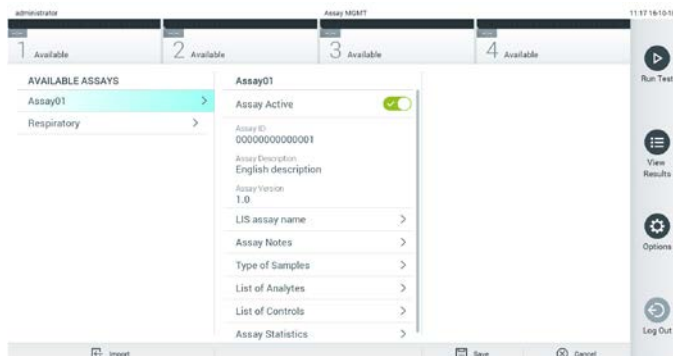 administrator
Assay MGMT
1 Available
2 Available
3 Available
4 Available
AVAILABLE ASSAYS
Assay01
Respiratory
Assay01
Assay Active
Assay ID
00000000000001
Assay Description
English description
Assay Version
1.0
LIS assay name
Assay Notes
Type of Samples
List of Analytes
List of Controls
Assay Statistics
Import
Save
Cancel
Run Test
View
Results
Options
Log Out